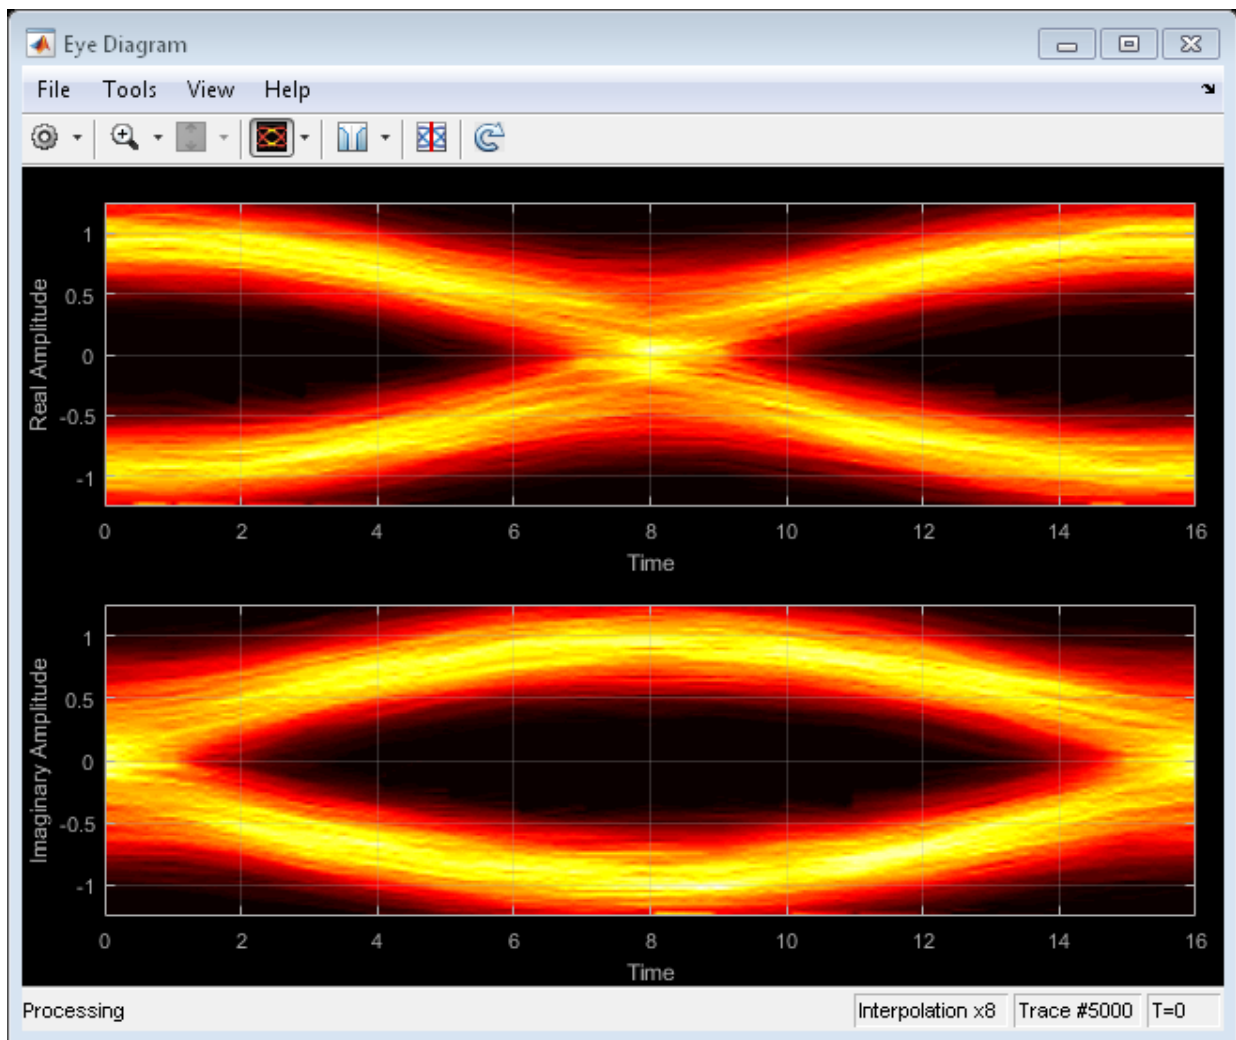 Eye Diagram
File Tools View Help
Real Amplitude
1
0.5
0
-0.5
-1
0 2 4 6 8 10 12 14 16
Time
Imaginary Amplitude
1
0.5
0
-0.5
-1
0 2 4 6 8 10 12 14 16
Time
Processing Interpolation x8 Trace #5000 T=0